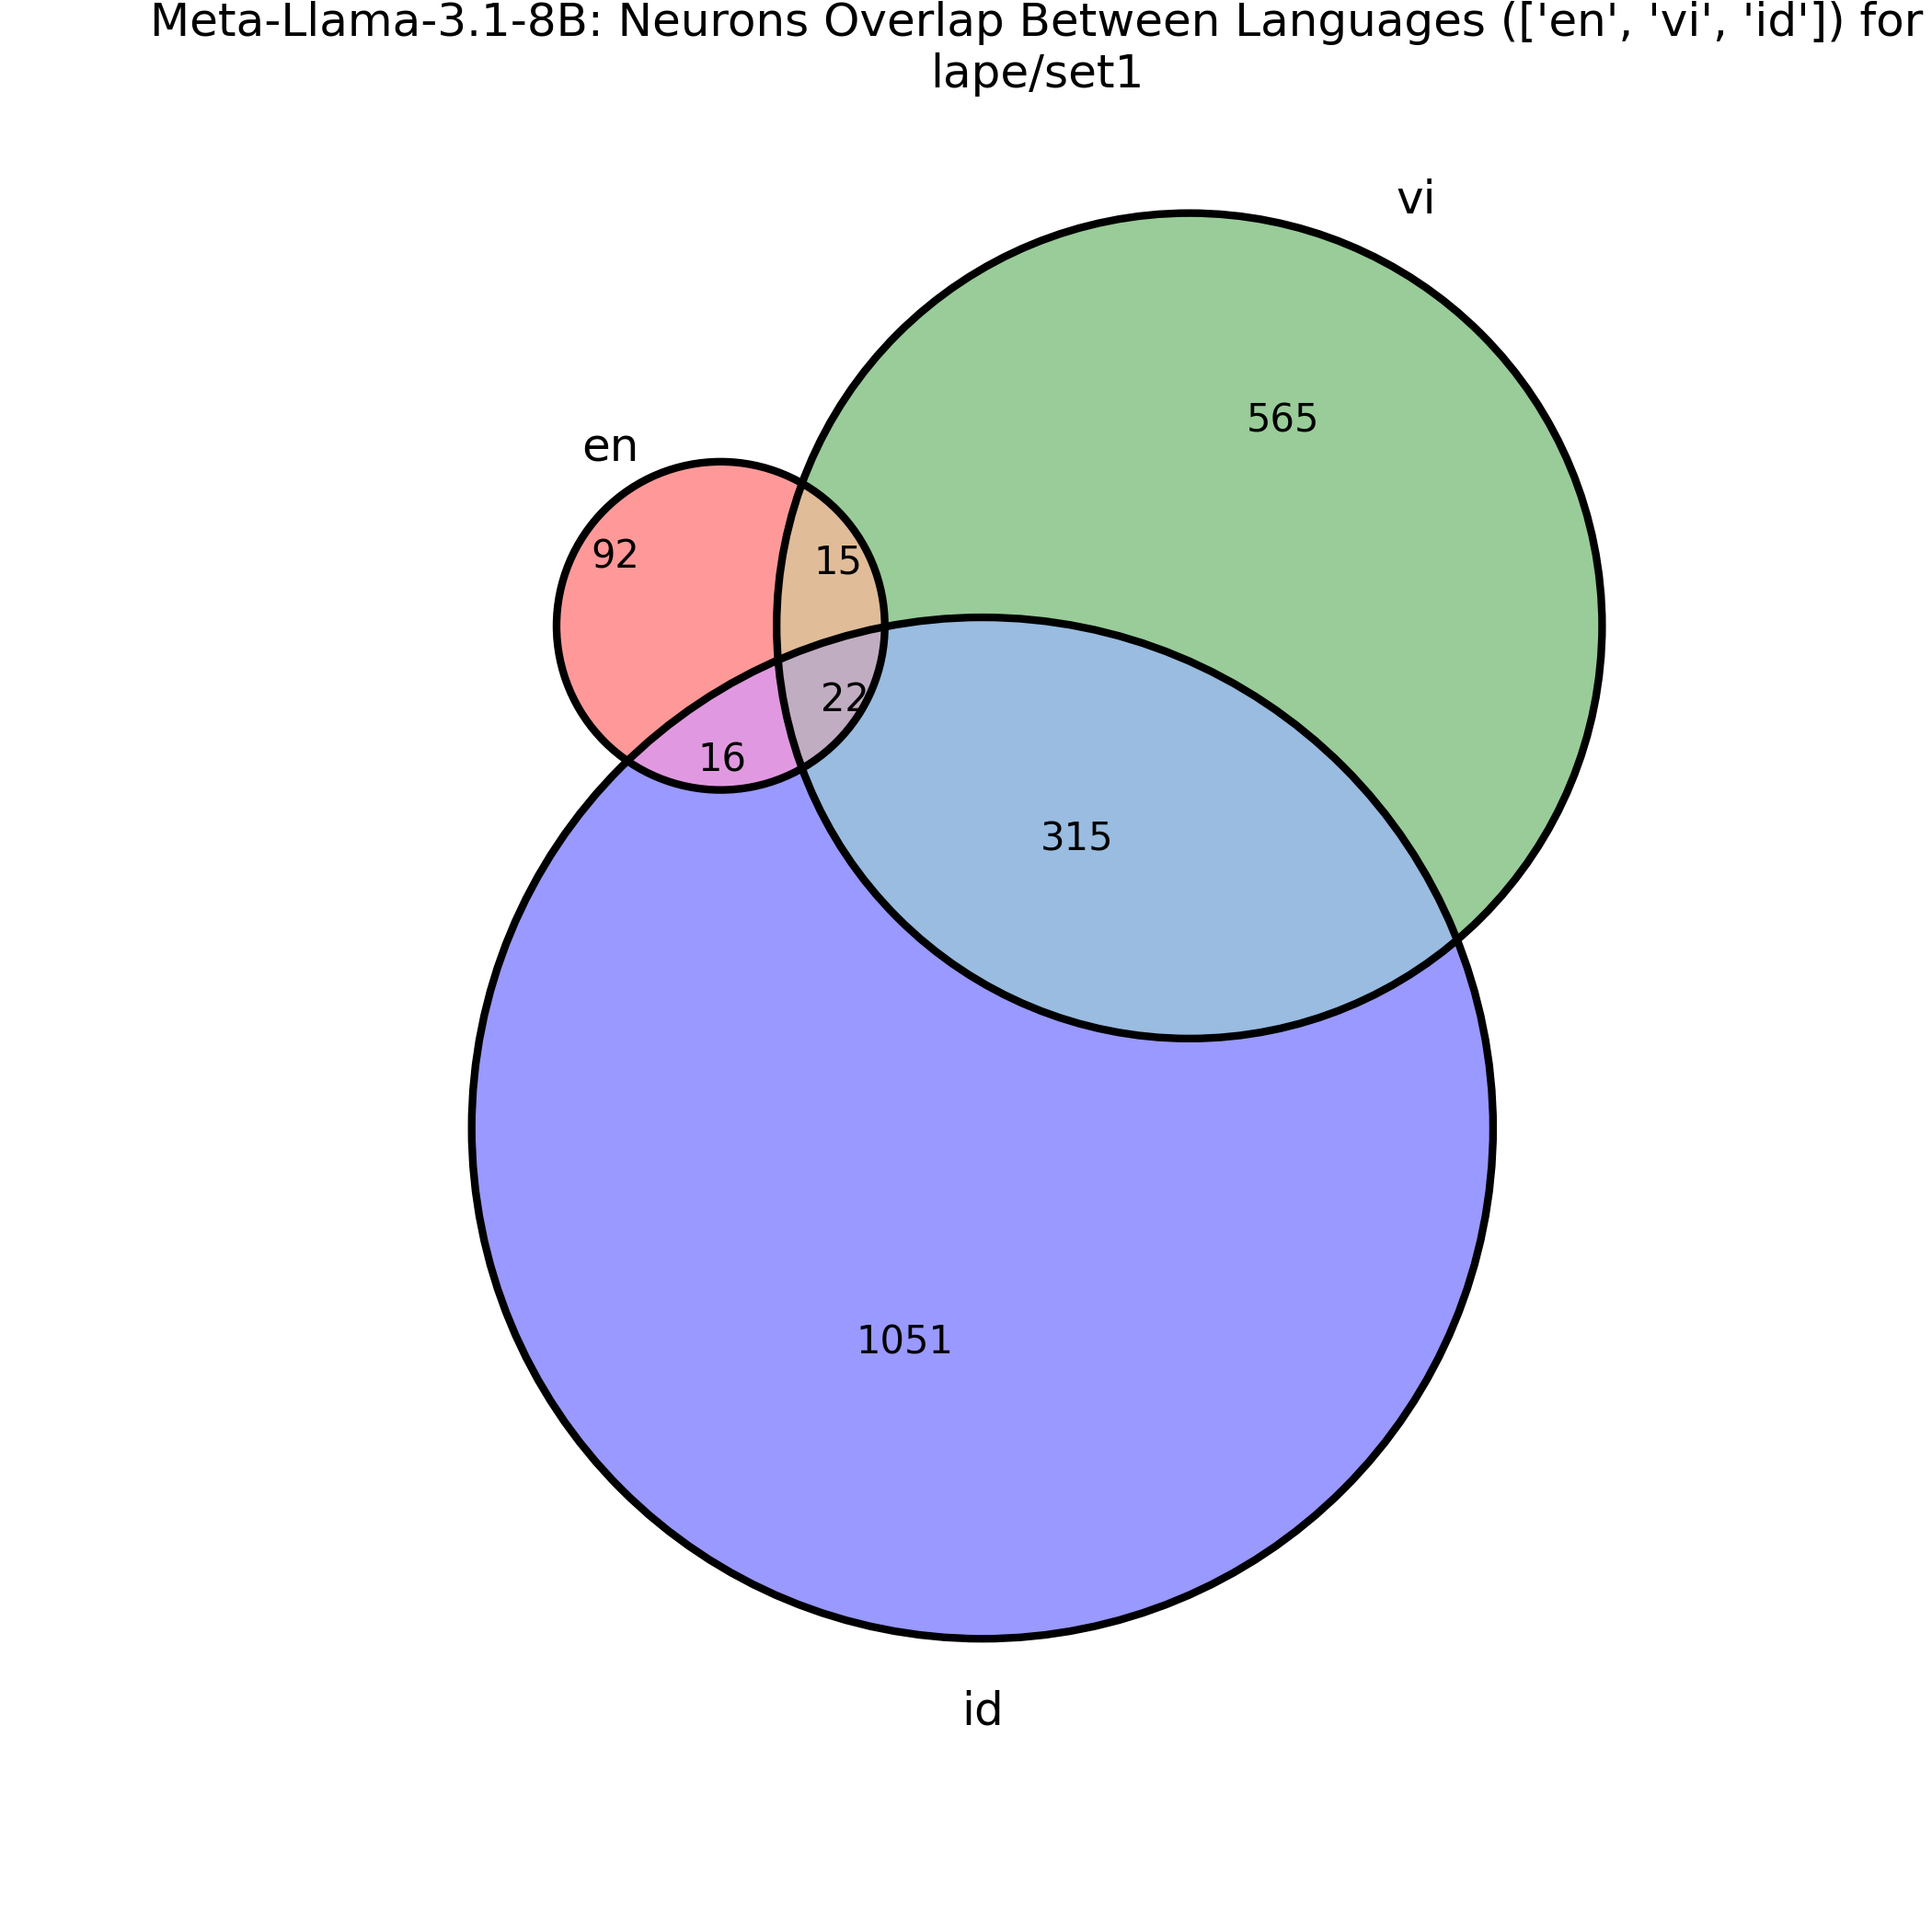 Meta-Llama-3.1-8B: Neurons Overlap Between Languages (['en', 'vi', 'id']) for
lape/set1
vi
565
en
92
15
22
16
315
1051
id